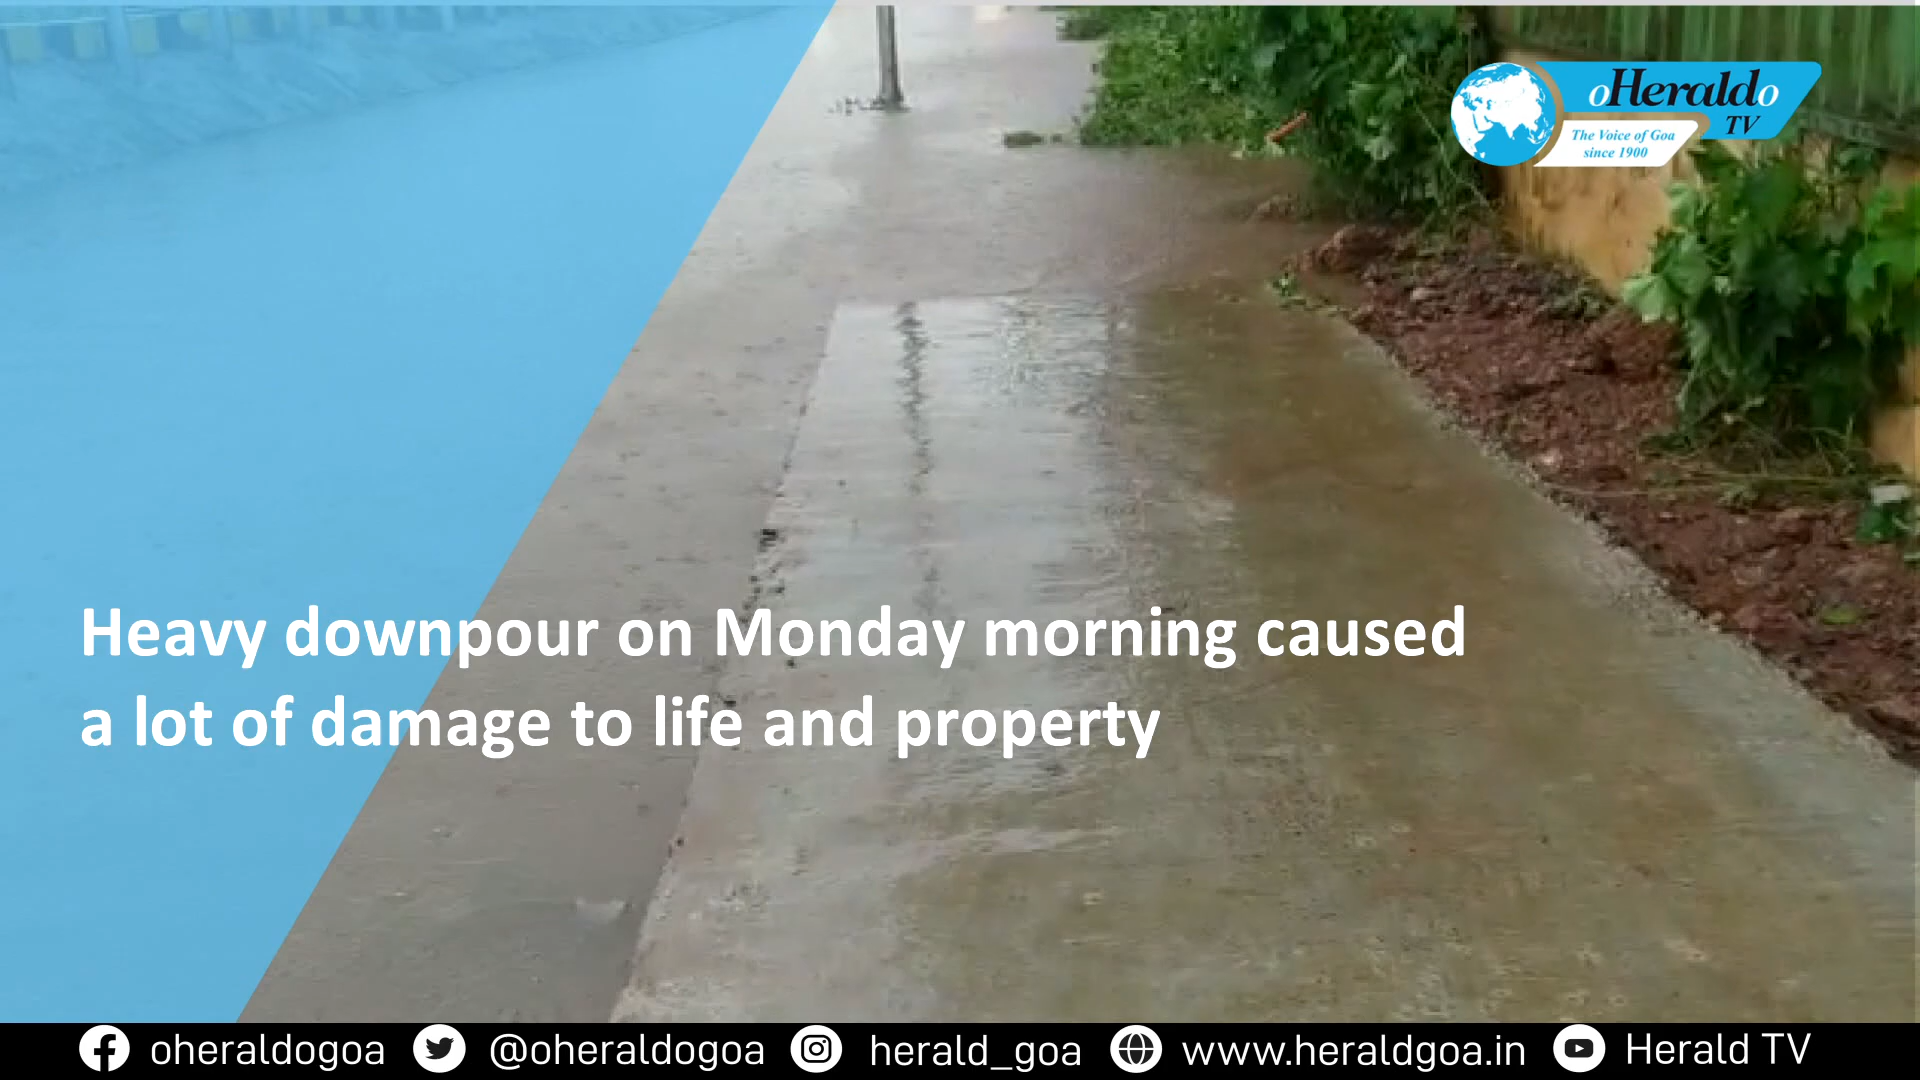 oHeraldo
TV
The Voice of Goa
since 1900
Heavy downpour on Monday morning caused
a lot of damage to life and property
oheraldogoa @oheraldogoa herald_goa www.heraldgoa.in Herald TV